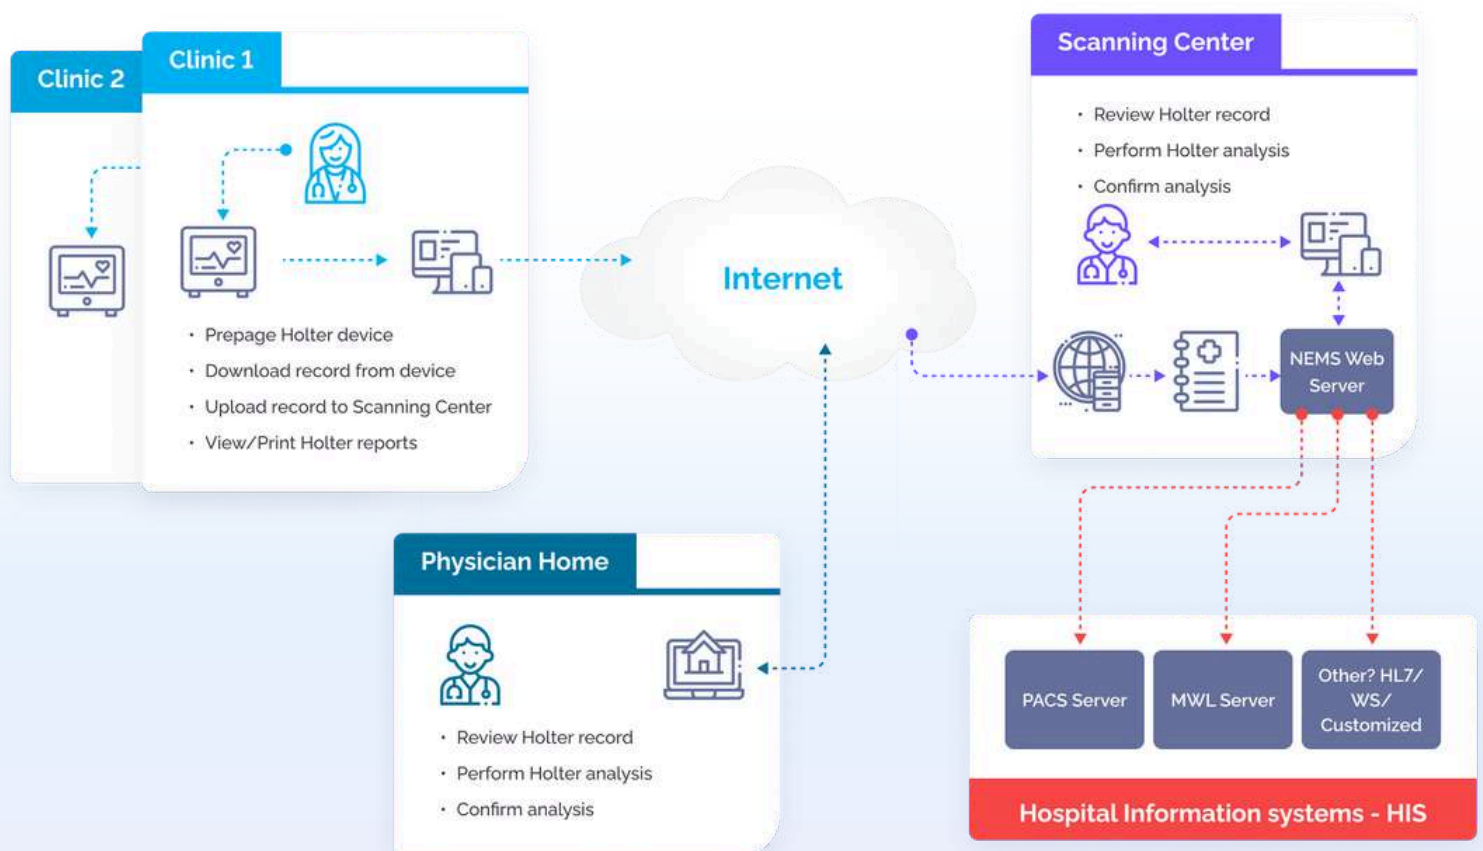 Clinic 2
Clinic 1
• Prepage Holter device
• Download record from device
• Upload record to Scanning Center
• View/Print Holter reports
Internet
Scanning Center
• Review Holter record
• Perform Holter analysis
• Confirm analysis
NEMS Web
Server
Physician Home
• Review Holter record
• Perform Holter analysis
• Confirm analysis
PACS Server
MWL Server
Other? HL7/
WS/
Customized
Hospital Information systems - HIS